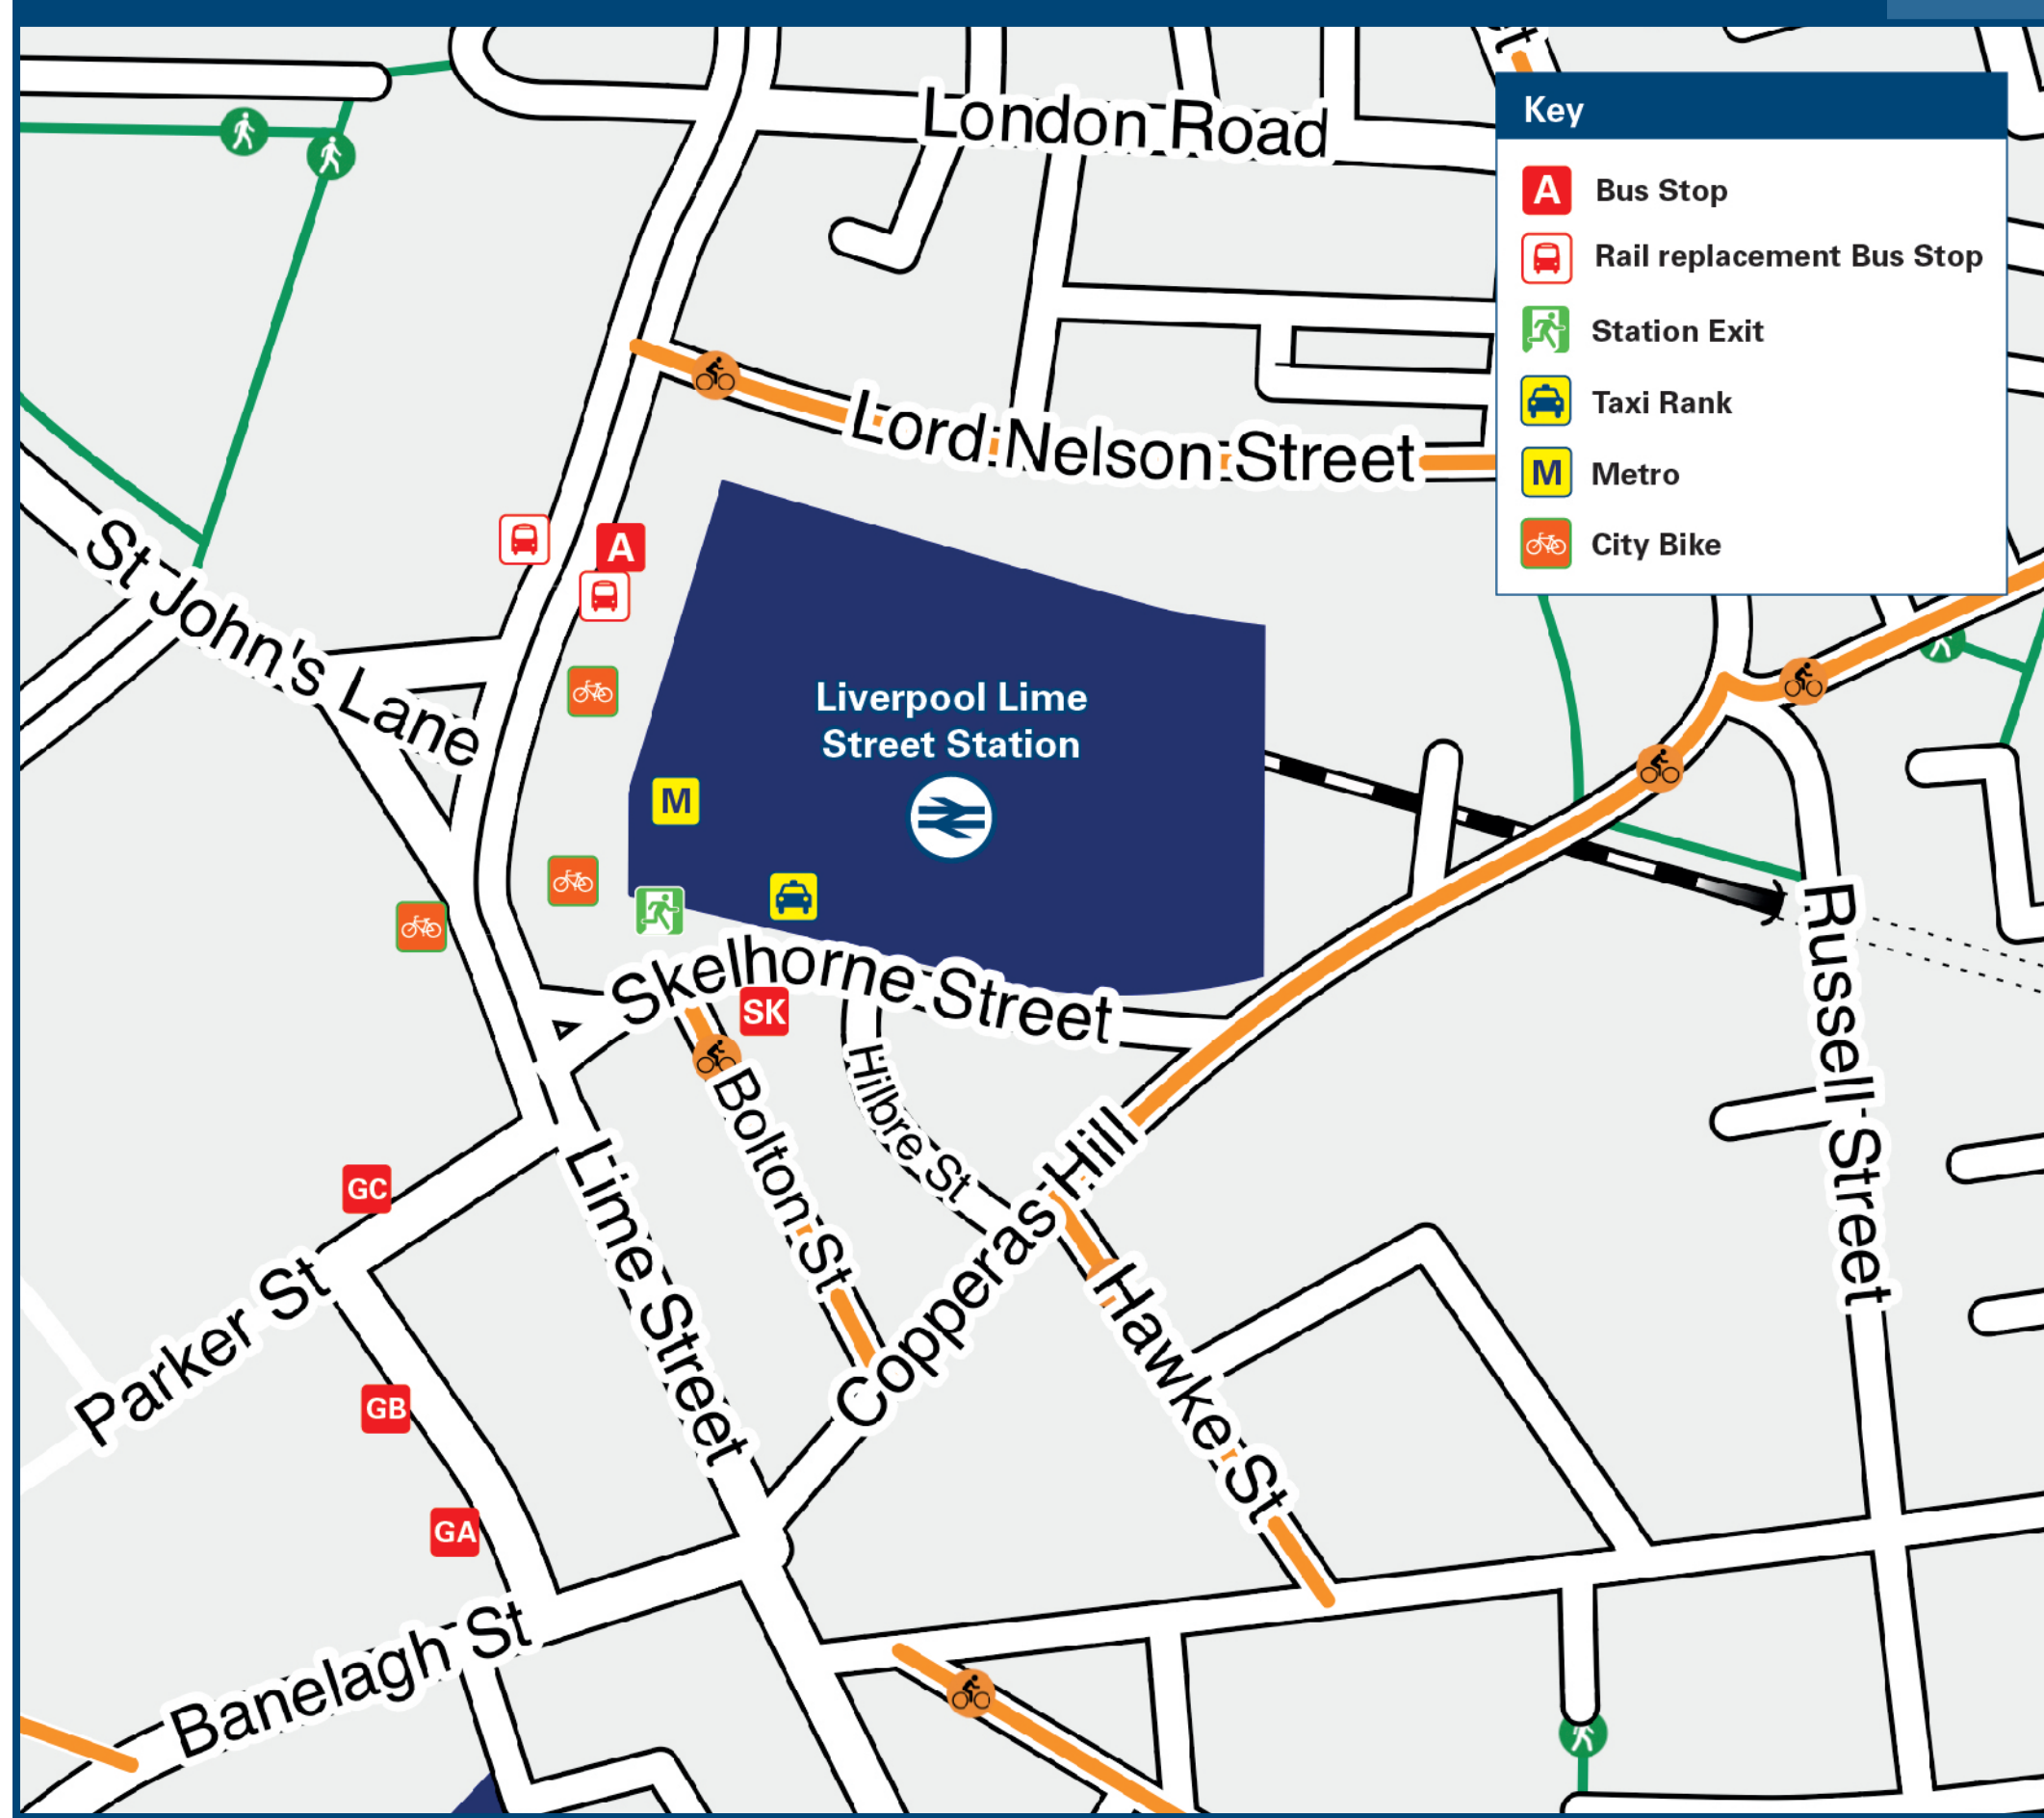 London Road
Key
A Bus Stop
Rail replacement Bus Stop
Station Exit
Taxi Rank
M Metro
City Bike
Lord Nelson Street
A
St John's Lane
Liverpool Lime
Street Station
M
Skelhorne Street
SK
Russell Street
Hilbre St
Bolton St
Copperas Hill
GC
Lime Street
Parker St
Hawke St
GB
GA
Banelagh St